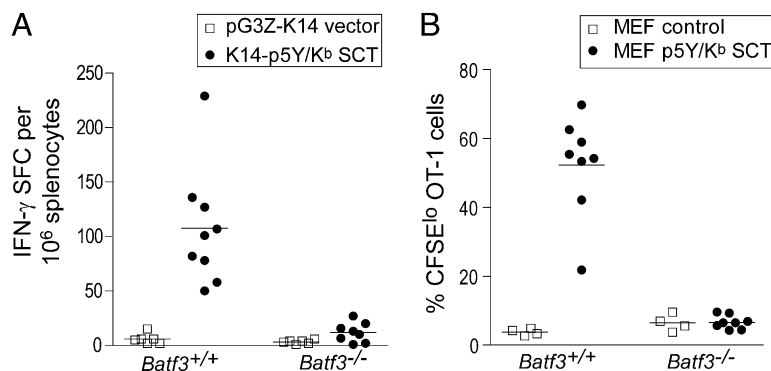 A
□ pG3Z-K14 vector
● K14-p5Y/Kᵇ SCT
IFN-γ SFC per
10⁶ splenocytes
250
200
150
100
50
0
Batf3⁺/⁺
Batf3⁻/⁻
B
□ MEF control
● MEF p5Y/Kᵇ SCT
% CFSEˡᵒ OT-1 cells
80
60
40
20
0
Batf3⁺/⁺
Batf3⁻/⁻